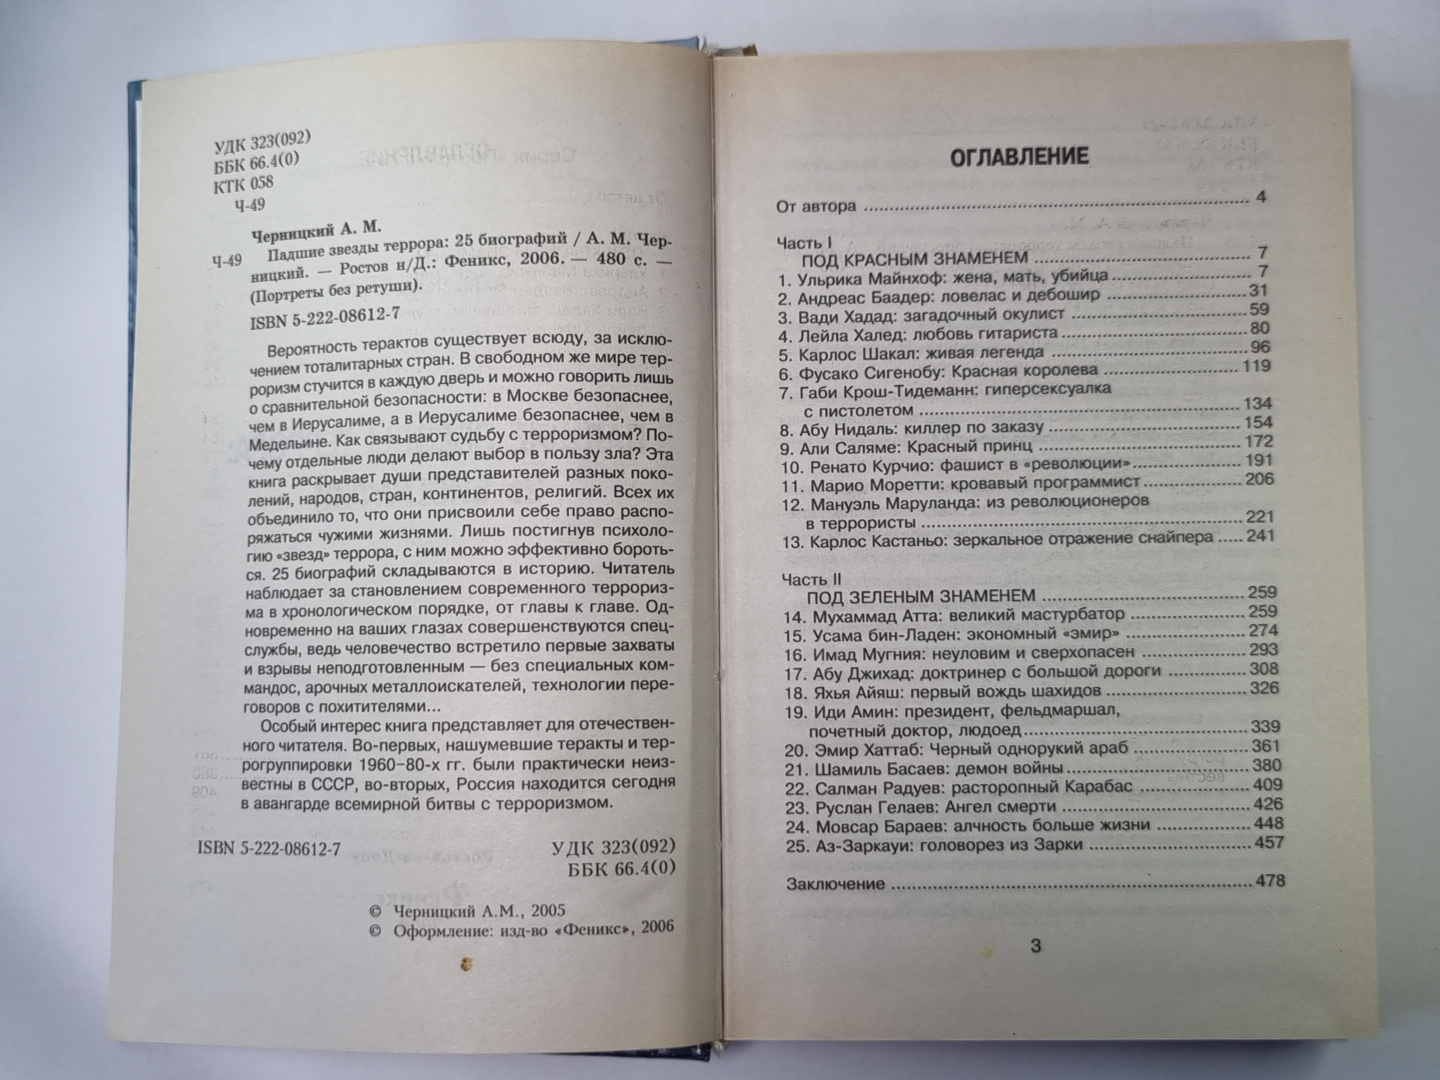 УДК 323(092)
ББК 66.4(0)
КТК 058
Ч-49
Черницкий А. М.
Ч-49 Падшие звезды террора: 25 биографий / А. М. Чер-
ницкий. — Ростов н/Д.: Феникс, 2006. — 480 с. —
(Портреты без ретуши).
ISBN 5-222-08612-7
Вероятность терактов существует всюду, за исклю-
чением тоталитарных стран. В свободном же мире тер-
роризм стучится в каждую дверь и можно говорить лишь
о сравнительной безопасности: в Москве безопаснее,
чем в Иерусалиме, а в Иерусалиме безопаснее, чем в
Медельине. Как связывают судьбу с терроризмом? По-
чему отдельные люди делают выбор в пользу зла? Эта
книга раскрывает души представителей разных поко-
лений, народов, стран, континентов, религий. Всех их
объединило то, что они присвоили себе право распо-
ряжаться чужими жизнями. Лишь постигнув психоло-
гию «звезд» террора, с ним можно эффективно бороть-
ся. 25 биографий складываются в историю. Читатель
наблюдает за становлением современного террориз-
ма в хронологическом порядке, от главы к главе. Од-
новременно на ваших глазах совершенствуются спец-
службы, ведь человечество встретило первые захваты
и взрывы неподготовленным — без специальных ком-
мандос, арочных металлоискателей, технологии пере-
говоров с похитителями...
Особый интерес книга представляет для отечествен-
ного читателя. Во-первых, нашумевшие теракты и тер-
рогруппировки 1960–80-х гг. были практически неиз-
вестны в СССР, во-вторых, Россия находится сегодня
в авангарде всемирной битвы с терроризмом.
ISBN 5-222-08612-7 УДК 323(092)
ББК 66.4(0)
© Черницкий А.М., 2005
© Оформление: изд-во «Феникс», 2006
ОГЛАВЛЕНИЕ
От автора ........ 4
Часть I
ПОД КРАСНЫМ ЗНАМЕНЕМ ........ 7
1. Ульрика Майнхоф: жена, мать, убийца ........ 7
2. Андреас Баадер: ловелас и дебошир ........ 31
3. Вади Хадад: загадочный окулист ........ 59
4. Лейла Халед: любовь гитариста ........ 80
5. Карлос Шакал: живая легенда ........ 96
6. Фусако Сигенобу: Красная королева ........ 119
7. Габи Крош-Тидеманн: гиперсексуалка
с пистолетом ........ 134
8. Абу Нидаль: киллер по заказу ........ 154
9. Али Саляме: Красный принц ........ 172
10. Ренато Курчио: фашист в «революции» ........ 191
11. Марио Моретти: кровавый программист ........ 206
12. Мануэль Маруланда: из революционеров
в террористы ........ 221
13. Карлос Кастаньо: зеркальное отражение снайпера ..... 241
Часть II
ПОД ЗЕЛЕНЫМ ЗНАМЕНЕМ ........ 259
14. Мухаммад Атта: великий мастурбатор ........ 259
15. Усама бин-Ладен: экономный «эмир» ........ 274
16. Имад Мугния: неуловим и сверхопасен ........ 293
17. Абу Джихад: доктринер с большой дороги ........ 308
18. Яхья Айяш: первый вождь шахидов ........ 326
19. Иди Амин: президент, фельдмаршал,
почетный доктор, людоед ........ 339
20. Эмир Хаттаб: Черный однорукий араб ........ 361
21. Шамиль Басаев: демон войны ........ 380
22. Салман Радуев: расторопный Карабас ........ 409
23. Руслан Гелаев: Ангел смерти ........ 426
24. Мовсар Бараев: алчность больше жизни ........ 448
25. Аз-Заркауи: головорез из Зарки ........ 457
Заключение ........ 478
3